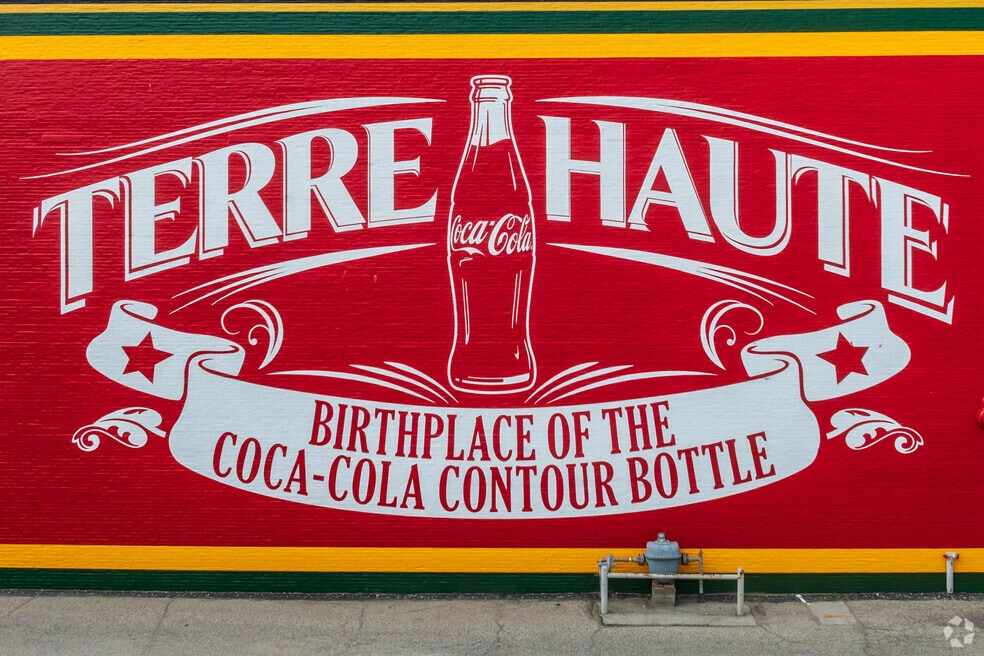 TERRE HAUTE
Coca-Cola
BIRTHPLACE OF THE
COCA-COLA CONTOUR BOTTLE